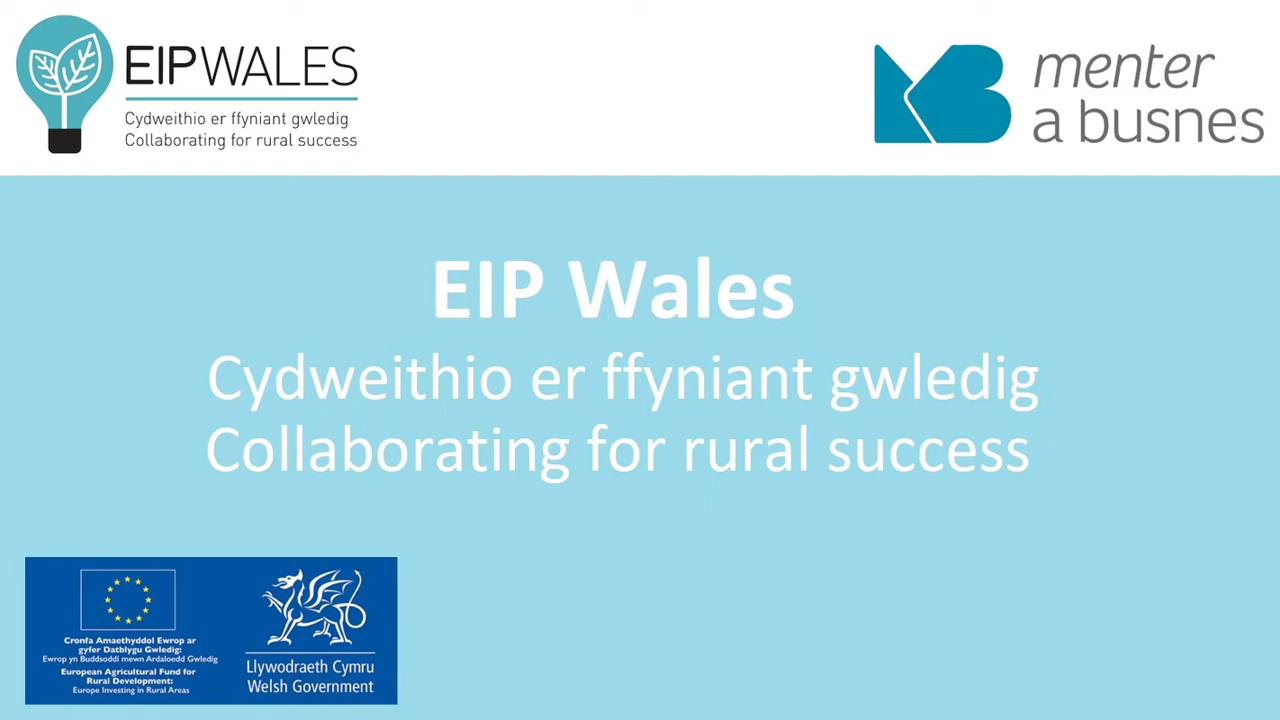 EIPWALES
Cydweithio er ffyniant gwledig
Collaborating for rural success
menter
a busnes
EIP Wales
Cydweithio er ffyniant gwledig
Collaborating for rural success
Cronfa Amaethyddol Ewrop ar
gyfer Datblygu Gwledig:
Ewrop yn Buddsoddi mewn Ardaloedd Gwledig
European Agricultural Fund for
Rural Development:
Europe Investing in Rural Areas
Llywodraeth Cymru
Welsh Government